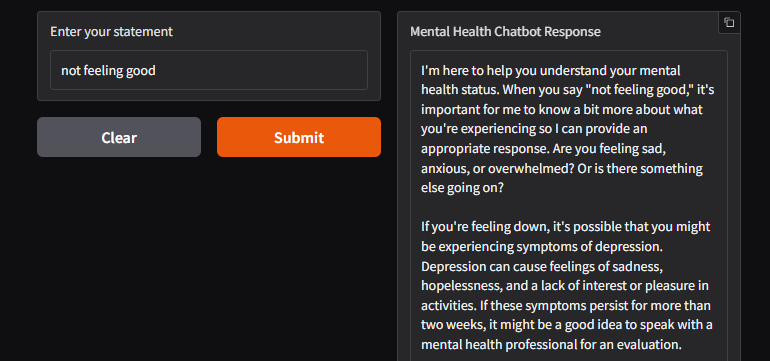 Enter your statement
not feeling good
Clear
Submit
Mental Health Chatbot Response
I'm here to help you understand your mental
health status. When you say "not feeling good," it's
important for me to know a bit more about what
you're experiencing so I can provide an
appropriate response. Are you feeling sad,
anxious, or overwhelmed? Or is there something
else going on?
If you're feeling down, it's possible that you might
be experiencing symptoms of depression.
Depression can cause feelings of sadness,
hopelessness, and a lack of interest or pleasure in
activities. If these symptoms persist for more than
two weeks, it might be a good idea to speak with a
mental health professional for an evaluation.